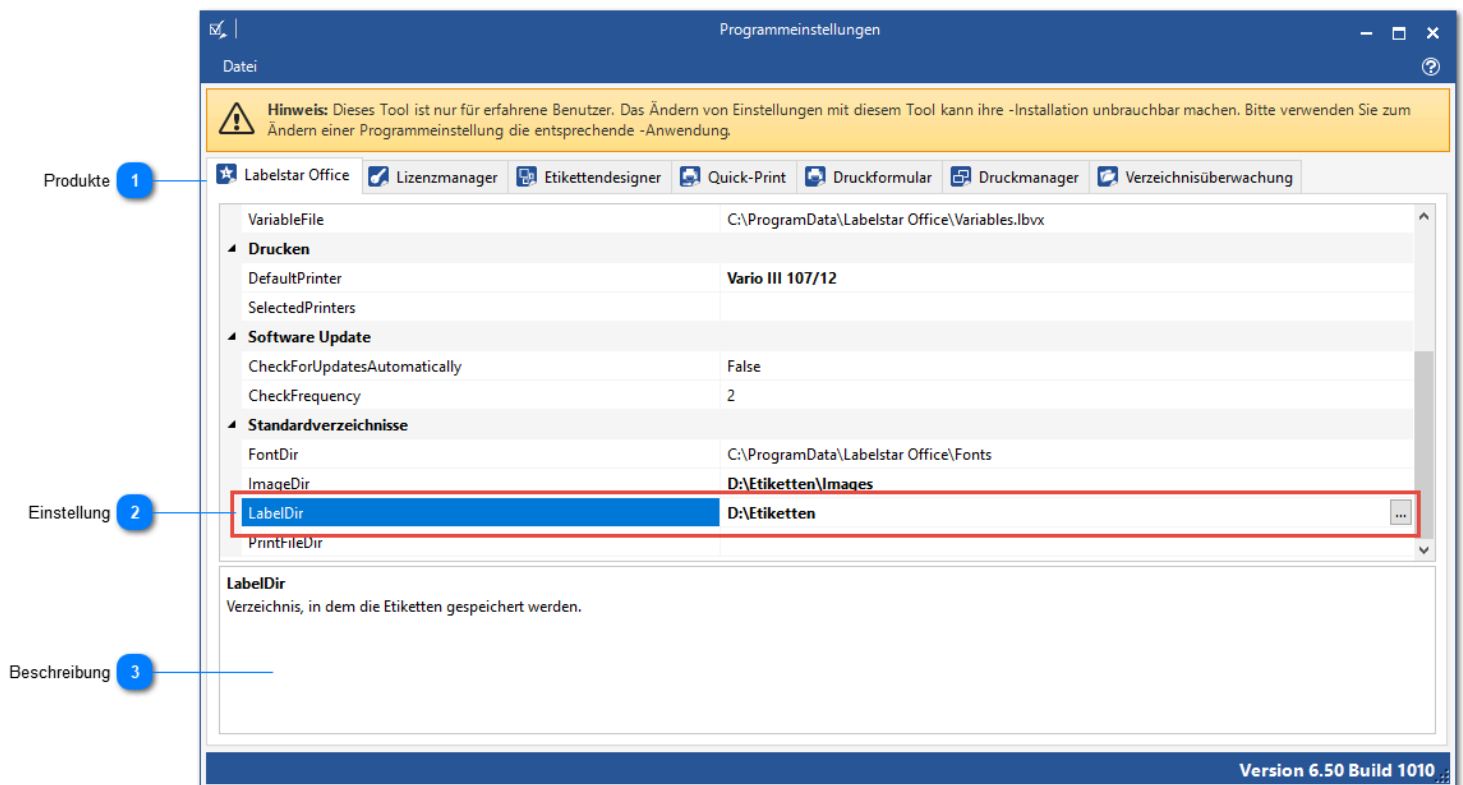 Programmeinstellungen
Datei
Hinweis: Dieses Tool ist nur für erfahrene Benutzer. Das Ändern von Einstellungen mit diesem Tool kann ihre -Installation unbrauchbar machen. Bitte verwenden Sie zum
Ändern einer Programmeinstellung die entsprechende -Anwendung.
Produkte 1
Labelstar Office Lizenzmanager Etikettendesigner Quick-Print Druckformular Druckmanager Verzeichnisüberwachung
VariableFile C:\ProgramData\Labelstar Office\Variables.lbvx
Drucken
DefaultPrinter Vario III 107/12
SelectedPrinters
Software Update
CheckForUpdatesAutomatically False
CheckFrequency 2
Standardverzeichnisse
FontDir C:\ProgramData\Labelstar Office\Fonts
ImageDir D:\Etiketten\Images
Einstellung 2 LabelDir D:\Etiketten ...
PrintFileDir
LabelDir
Verzeichnis, in dem die Etiketten gespeichert werden.
Beschreibung 3
Version 6.50 Build 1010